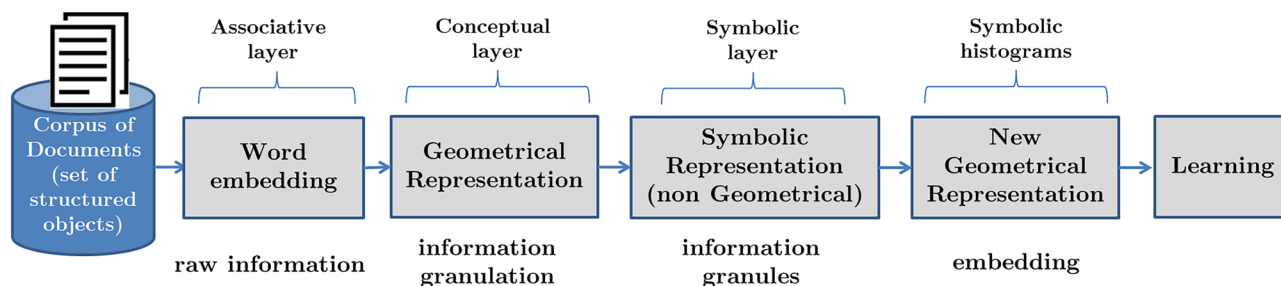 Associative
layer
Conceptual
layer
Symbolic
layer
Symbolic
histograms
Corpus of
Documents
(set of
structured
objects)
Word
embedding
Geometrical
Representation
Symbolic
Representation
(non Geometrical)
New
Geometrical
Representation
Learning
raw information
information
granulation
information
granules
embedding